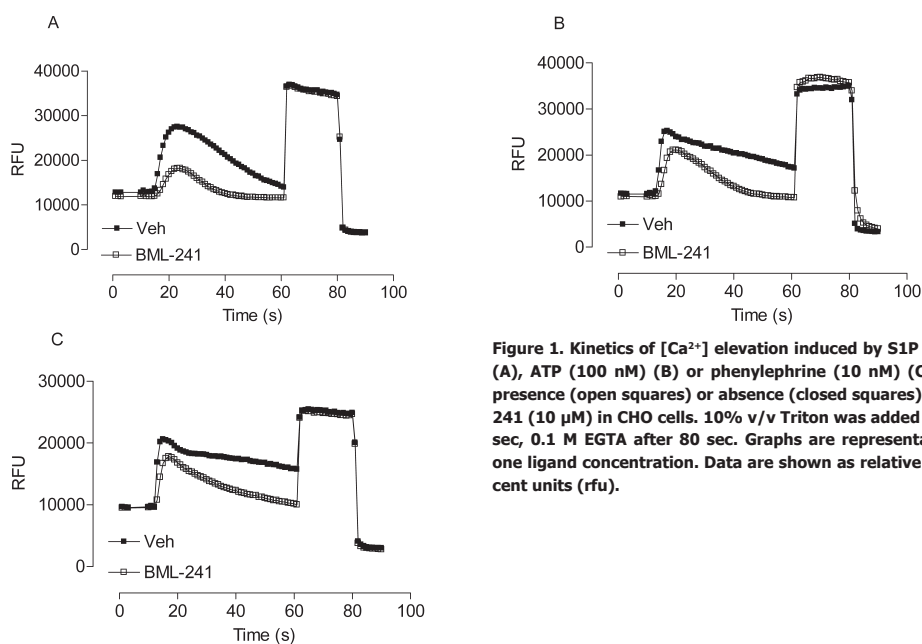 A
40000
30000
20000
10000
0
RFU
Veh
BML-241
0 20 40 60 80 100
Time (s)
B
40000
30000
20000
10000
0
RFU
Veh
BML-241
0 20 40 60 80 100
Time (s)
C
30000
20000
10000
0
RFU
Veh
BML-241
0 20 40 60 80 100
Time (s)
Figure 1. Kinetics of [Ca²⁺] elevation induced by S1P
(A), ATP (100 nM) (B) or phenylephrine (10 nM) (C
presence (open squares) or absence (closed squares)
241 (10 µM) in CHO cells. 10% v/v Triton was added
sec, 0.1 M EGTA after 80 sec. Graphs are representa
one ligand concentration. Data are shown as relative
cent units (rfu).